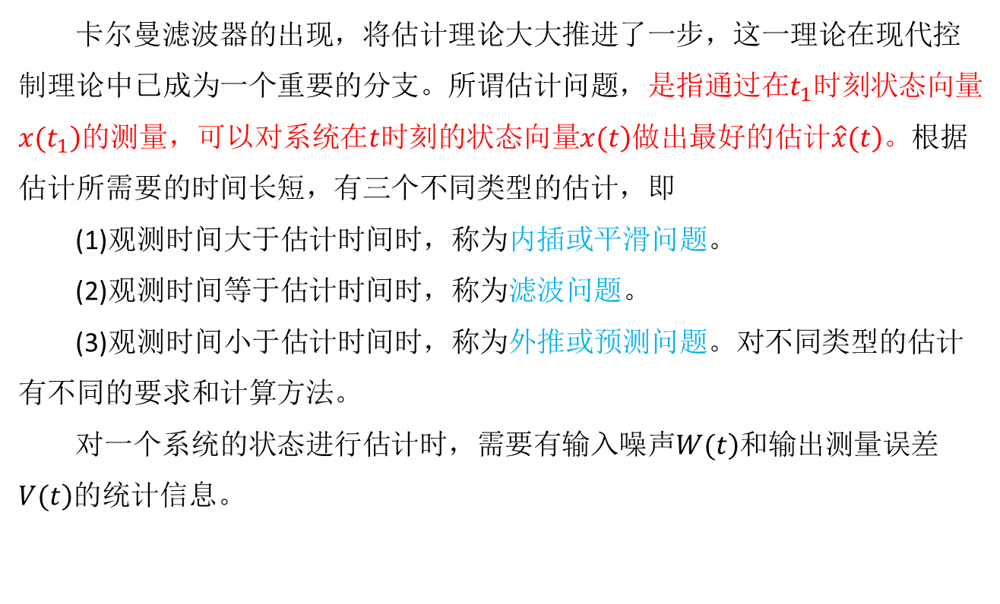 卡尔曼滤波器的出现，将估计理论大大推进了一步，这一理论在现代控
制理论中已成为一个重要的分支。所谓估计问题，是指通过在t₁时刻状态向量
x(t₁)的测量，可以对系统在t时刻的状态向量x(t)做出最好的估计x̂(t)。根据
估计所需要的时间长短，有三个不同类型的估计，即
(1)观测时间大于估计时间时，称为内插或平滑问题。
(2)观测时间等于估计时间时，称为滤波问题。
(3)观测时间小于估计时间时，称为外推或预测问题。对不同类型的估计
有不同的要求和计算方法。
对一个系统的状态进行估计时，需要有输入噪声W(t)和输出测量误差
V(t)的统计信息。